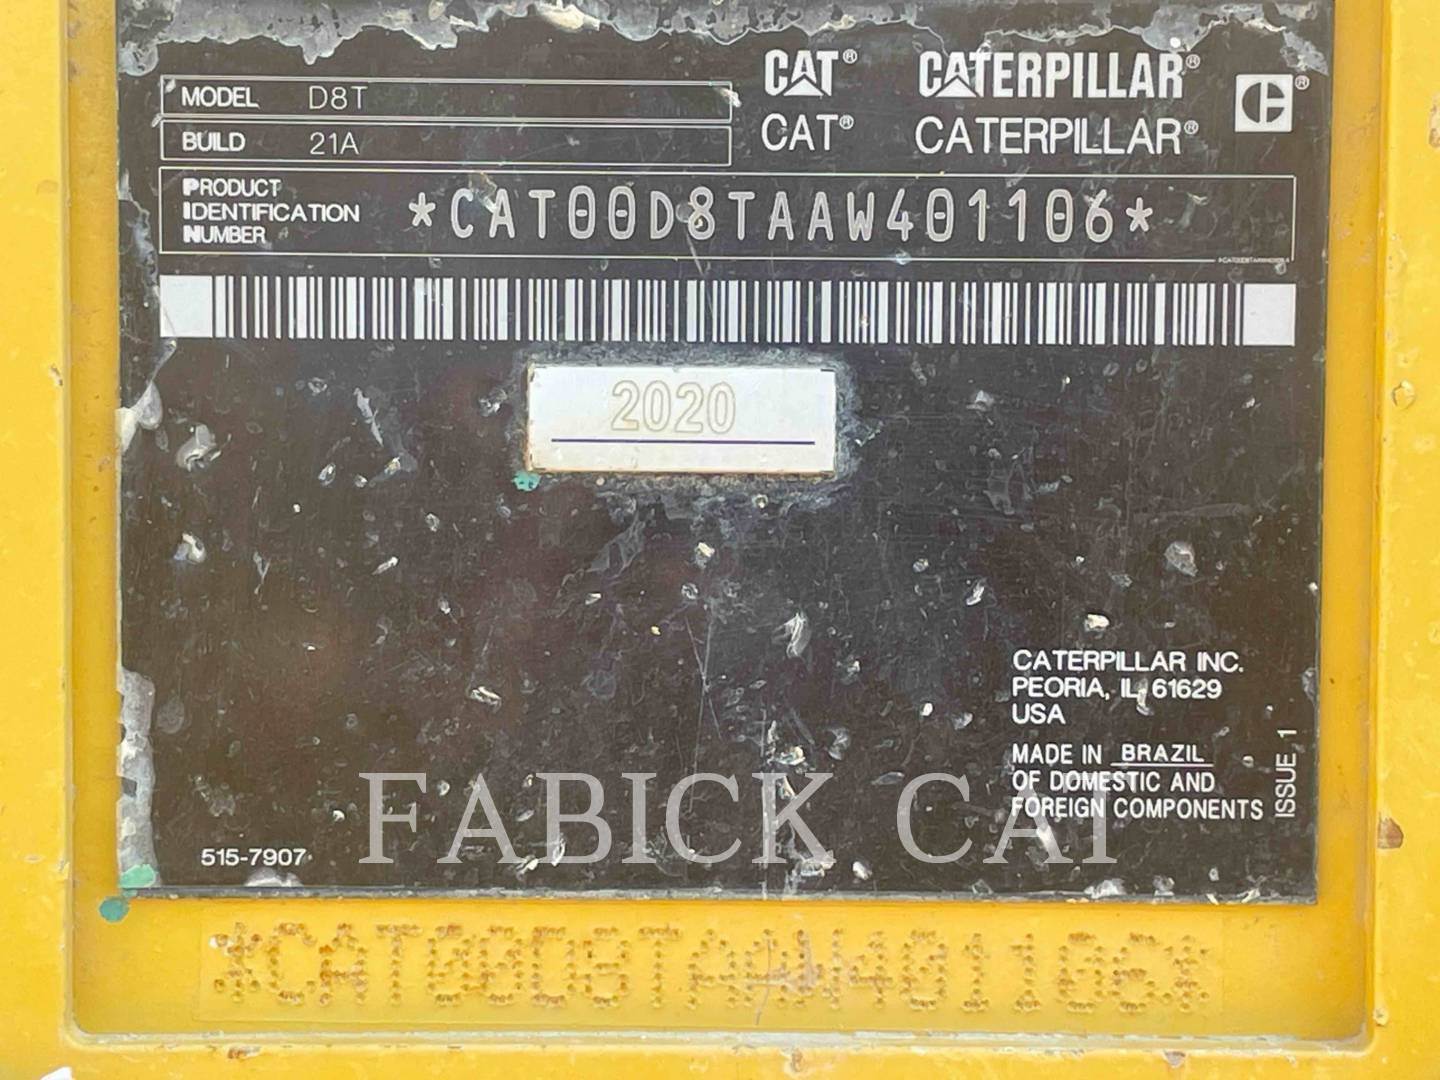 CAT® CATERPILLAR®
MODEL D8T
CAT® CATERPILLAR®
BUILD 21A
PRODUCT
IDENTIFICATION
NUMBER
*CAT00D8TAAW401106*
2020
CATERPILLAR INC.
PEORIA, IL 61629
USA
MADE IN BRAZIL
OF DOMESTIC AND
FOREIGN COMPONENTS
ISSUE 1
FABICK CAT
515-7907
*CAT00D8TAAW401106*